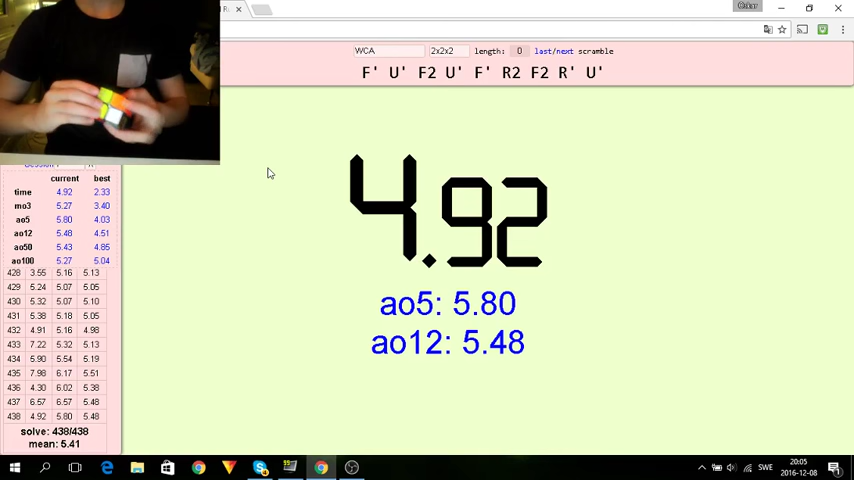 Oskar
WCA 2x2x2 length: 0 last/next scramble
F' U' F2 U' F' R2 F2 R' U'
4.92
ao5: 5.80
ao12: 5.48
current best
time 4.92 2.33
mo3 5.27 3.40
ao5 5.80 4.03
ao12 5.48 4.51
ao50 5.43 4.85
ao100 5.27 5.04
428 3.55 5.16 5.13
429 5.24 5.07 5.05
430 5.32 5.07 5.10
431 5.38 5.18 5.05
432 4.91 5.16 4.98
433 7.22 5.32 5.13
434 5.90 5.54 5.19
435 7.98 6.17 5.51
436 4.30 6.02 5.38
437 6.57 6.57 5.48
438 4.92 5.80 5.48
solve: 438/438
mean: 5.41
SWE
20:05
2016-12-08